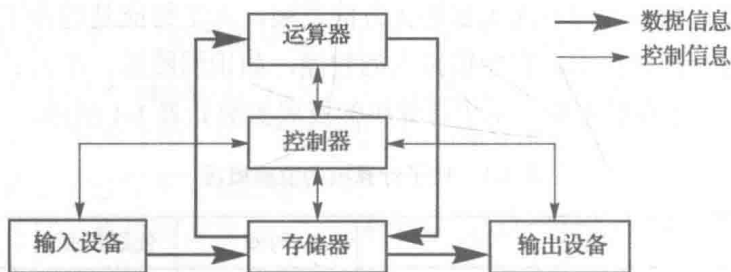 运算器
数据信息
控制信息
控制器
输入设备
存储器
输出设备